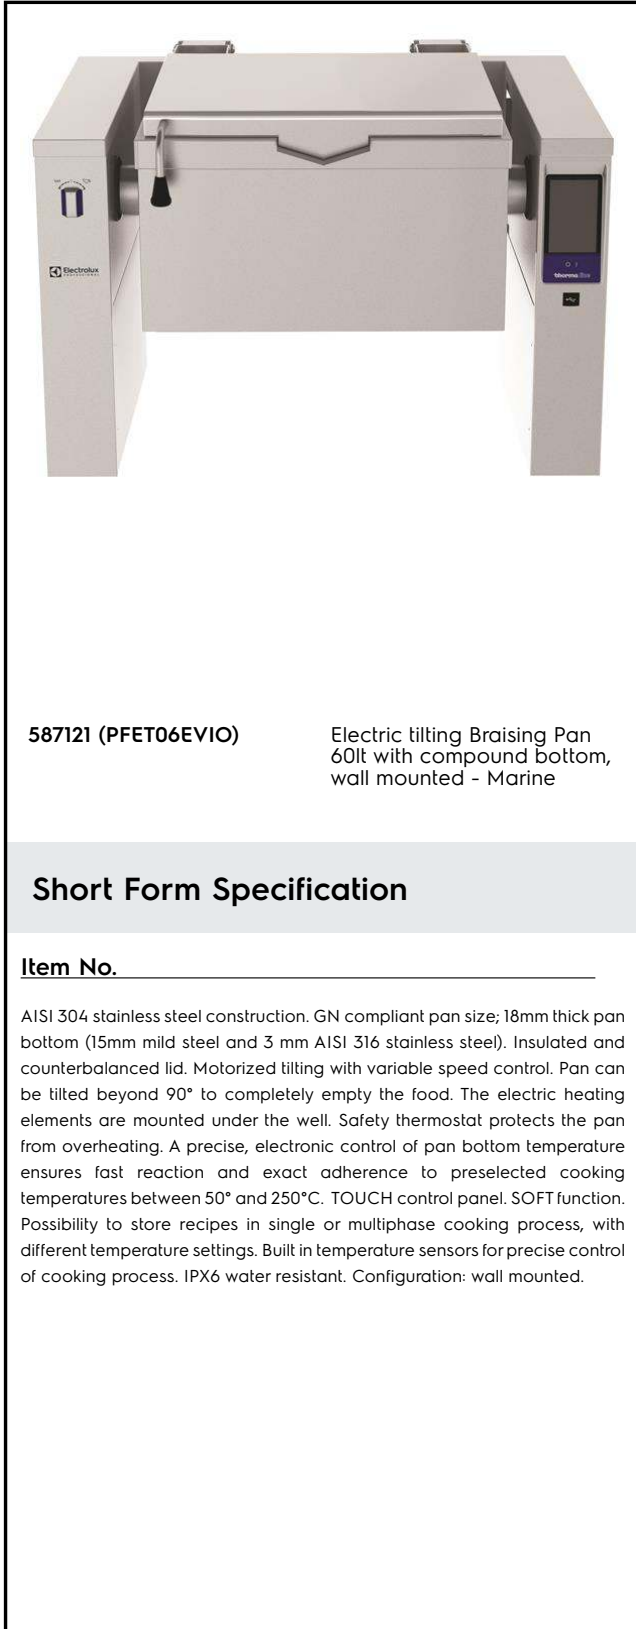 Electrolux
PROFESSIONAL
thermaline
587121 (PFET06EVIO)
Electric tilting Braising Pan
60lt with compound bottom,
wall mounted - Marine
Short Form Specification
Item No.
AISI 304 stainless steel construction. GN compliant pan size; 18mm thick pan
bottom (15mm mild steel and 3 mm AISI 316 stainless steel). Insulated and
counterbalanced lid. Motorized tilting with variable speed control. Pan can
be tilted beyond 90° to completely empty the food. The electric heating
elements are mounted under the well. Safety thermostat protects the pan
from overheating. A precise, electronic control of pan bottom temperature
ensures fast reaction and exact adherence to preselected cooking
temperatures between 50° and 250°C. TOUCH control panel. SOFT function.
Possibility to store recipes in single or multiphase cooking process, with
different temperature settings. Built in temperature sensors for precise control
of cooking process. IPX6 water resistant. Configuration: wall mounted.